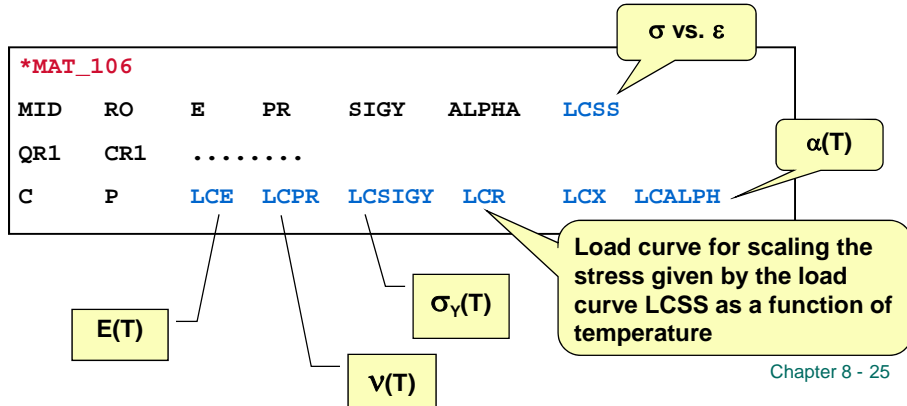 σ vs. ε
*MAT_106
MID RO E PR SIGY ALPHA LCSS
α(T)
QR1 CR1 ........
C P LCE LCPR LCSIGY LCR LCX LCALPH
Load curve for scaling the
stress given by the load
curve LCSS as a function of
temperature
σY(T)
E(T)
ν(T)
Chapter 8 - 25